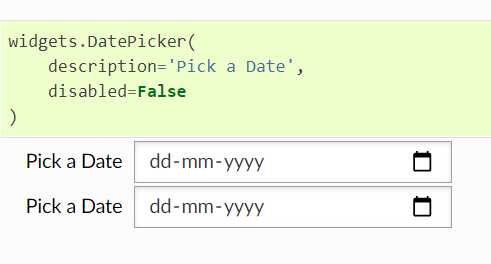 widgets.DatePicker(
    description='Pick a Date',
    disabled=False
)
Pick a Date dd-mm-yyyy
Pick a Date dd-mm-yyyy